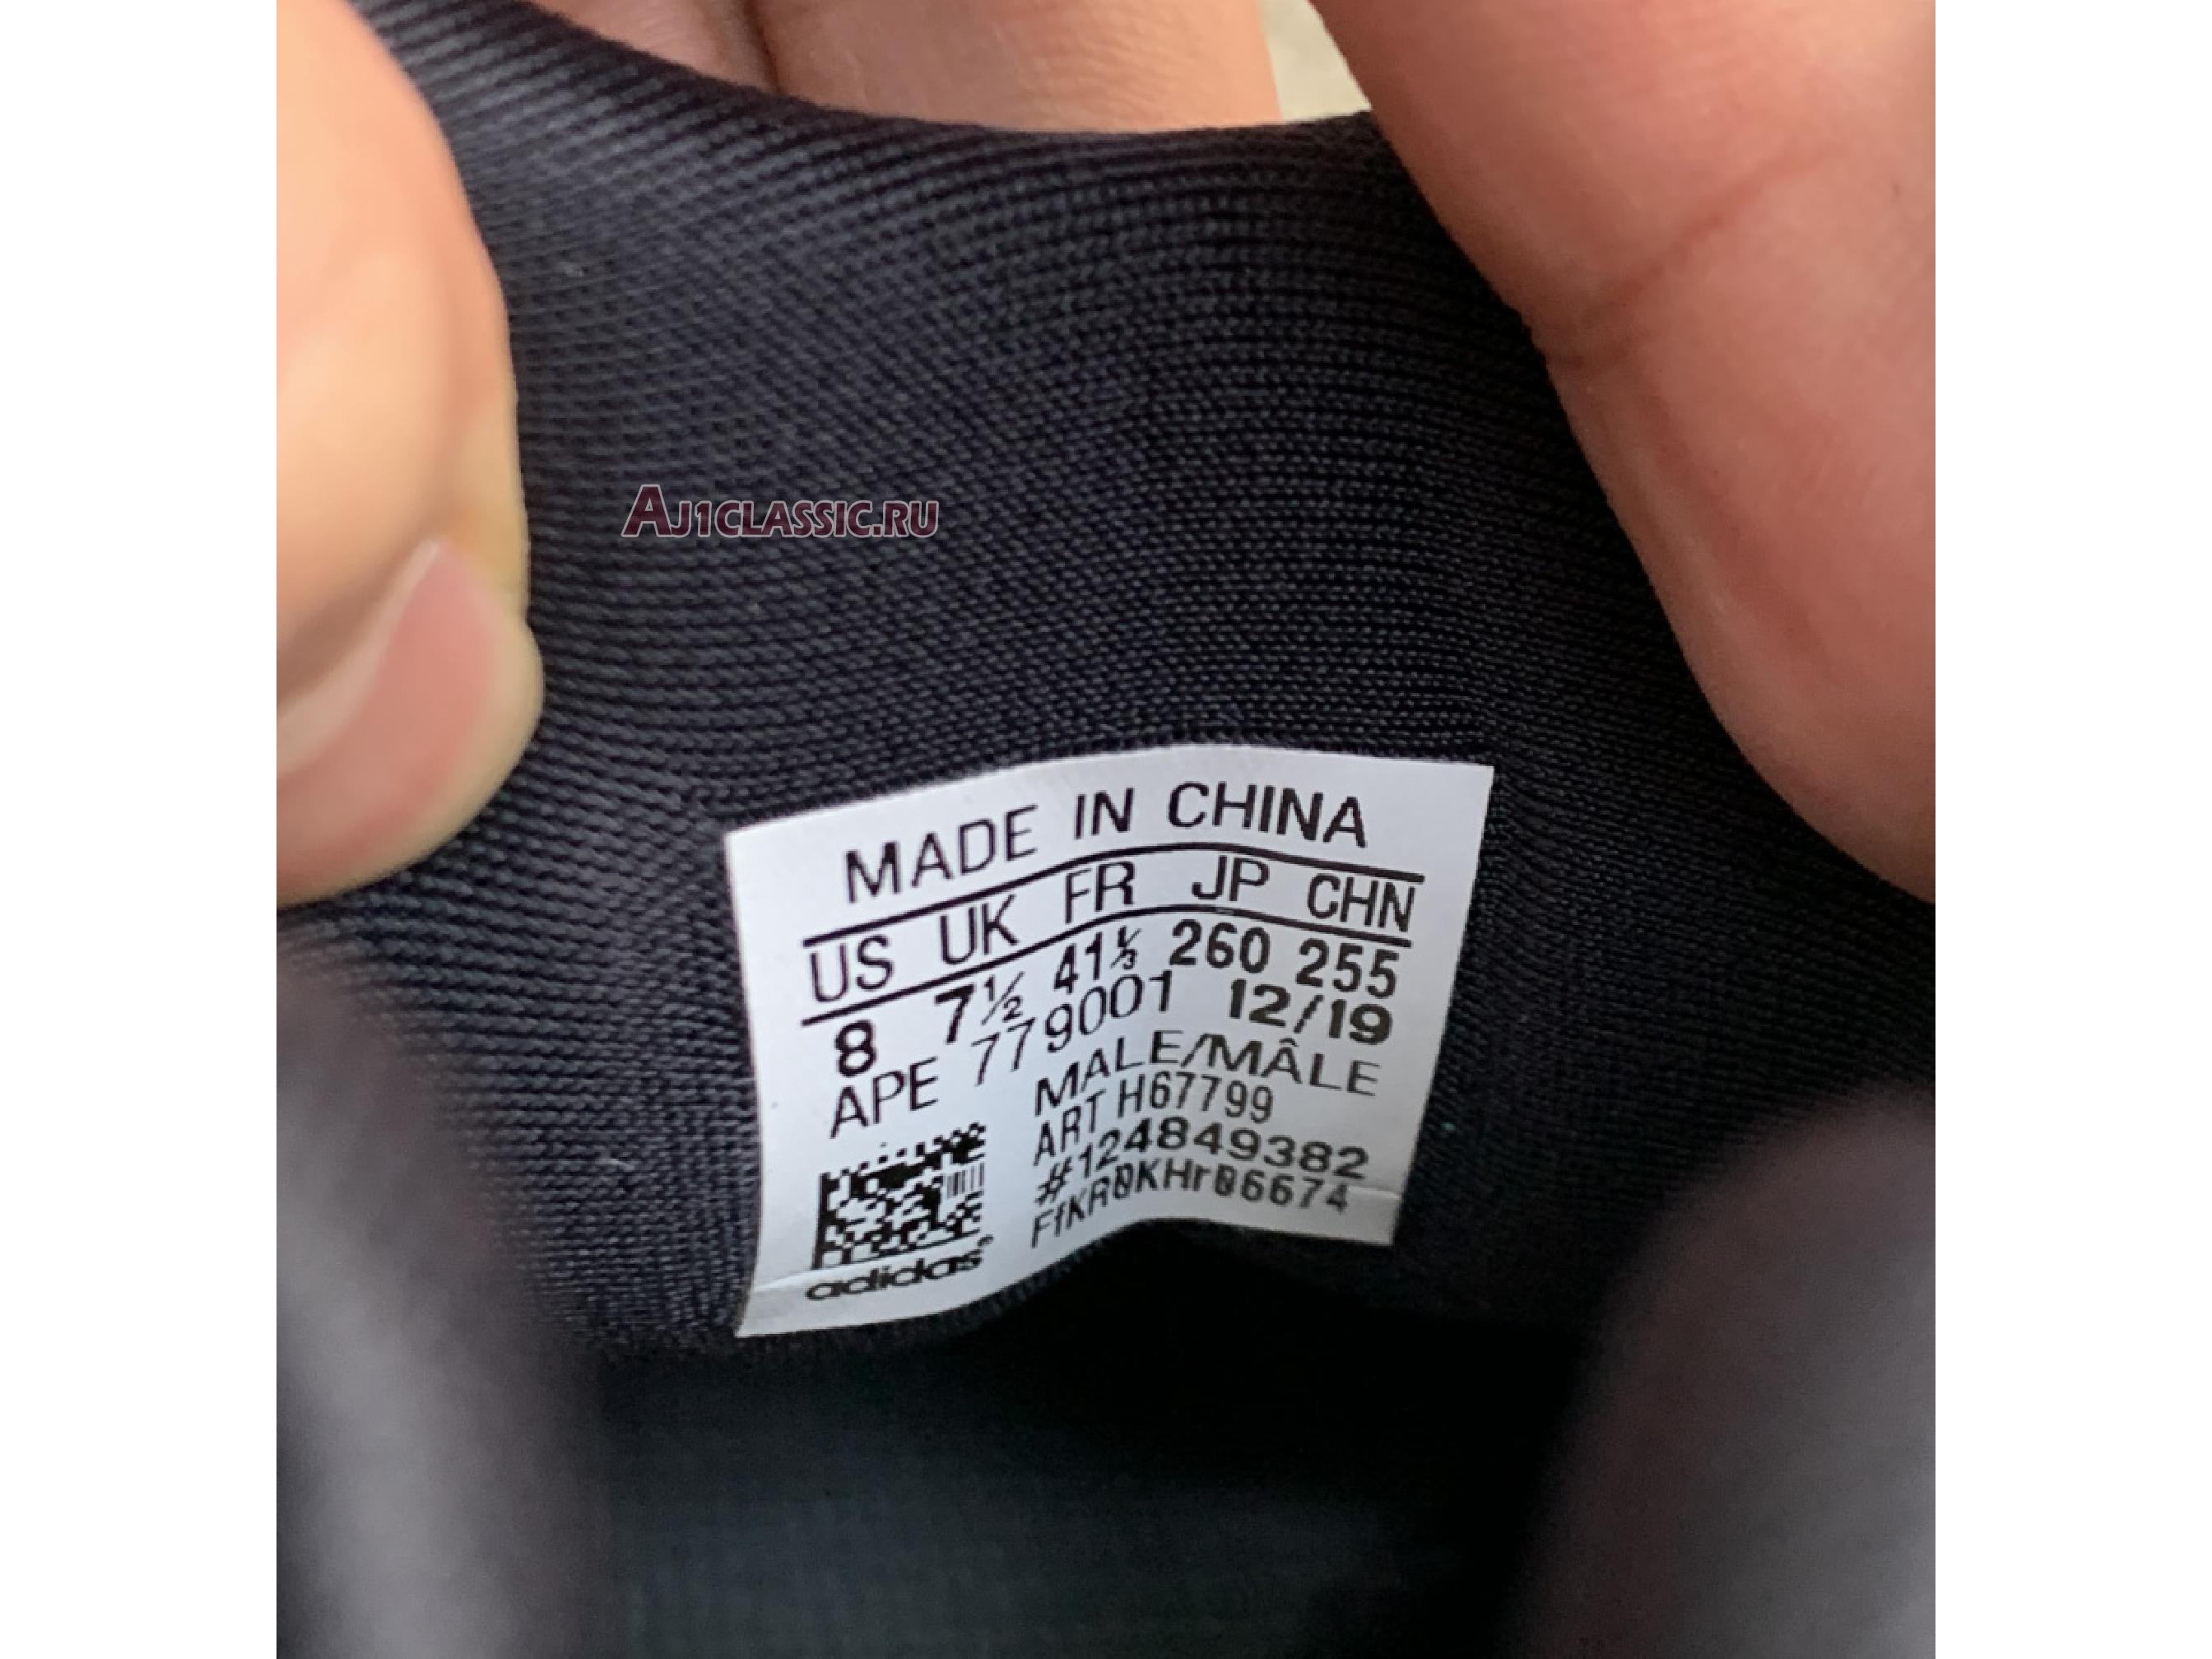 AJ1CLASSIC.RU
MADE IN CHINA
US UK FR JP CHN
8 7½ 41⅓ 260 255
APE 779001 12/19
MALE/MÂLE
ART H67799
#124849382
FfKR0KHr06674
adidas®